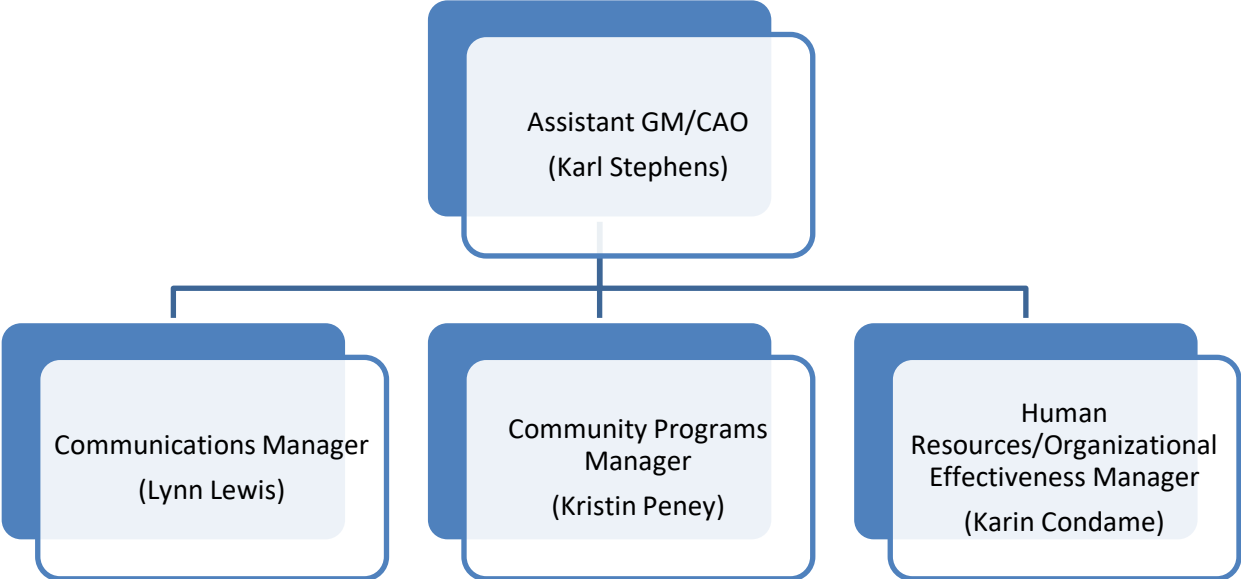 Assistant GM/CAO
(Karl Stephens)
Communications Manager
(Lynn Lewis)
Community Programs
Manager
(Kristin Peney)
Human
Resources/Organizational
Effectiveness Manager
(Karin Condame)